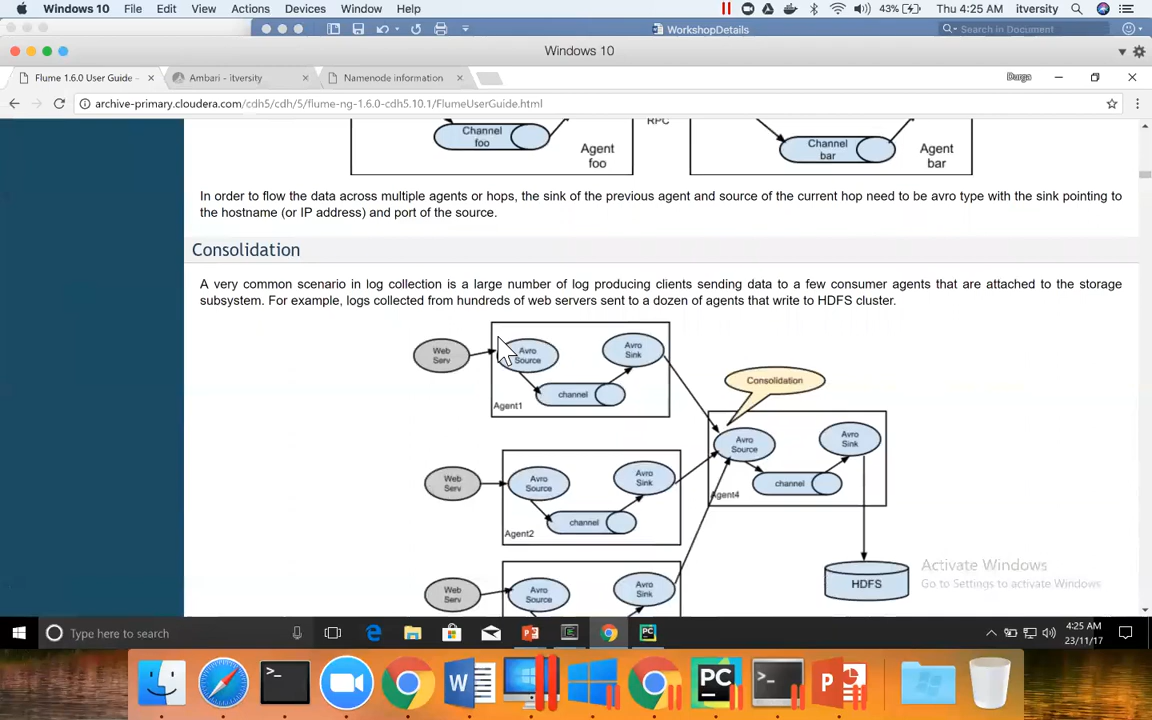 Windows 10 File Edit View Actions Devices Window Help 43% Thu 4:25 AM itversity
WorkshopDetails Search in Document
Windows 10
Flume 1.6.0 User Guide - Ambari - itversity Namenode information Durga
archive-primary.cloudera.com/cdh5/cdh/5/flume-ng-1.6.0-cdh5.10.1/FlumeUserGuide.html
Channel
foo
Agent
foo
RPC
Channel
bar
Agent
bar
In order to flow the data across multiple agents or hops, the sink of the previous agent and source of the current hop need to be avro type with the sink pointing to
the hostname (or IP address) and port of the source.
Consolidation
A very common scenario in log collection is a large number of log producing clients sending data to a few consumer agents that are attached to the storage
subsystem. For example, logs collected from hundreds of web servers sent to a dozen of agents that write to HDFS cluster.
Web
Serv
Avro
Source
Avro
Sink
channel
Agent1
Consolidation
Web
Serv
Avro
Source
Avro
Sink
channel
Agent2
Avro
Source
Avro
Sink
channel
Agent4
Web
Serv
Avro
Source
Avro
Sink
HDFS
Activate Windows
Go to Settings to activate Windows
Type here to search
4:25 AM
23/11/17